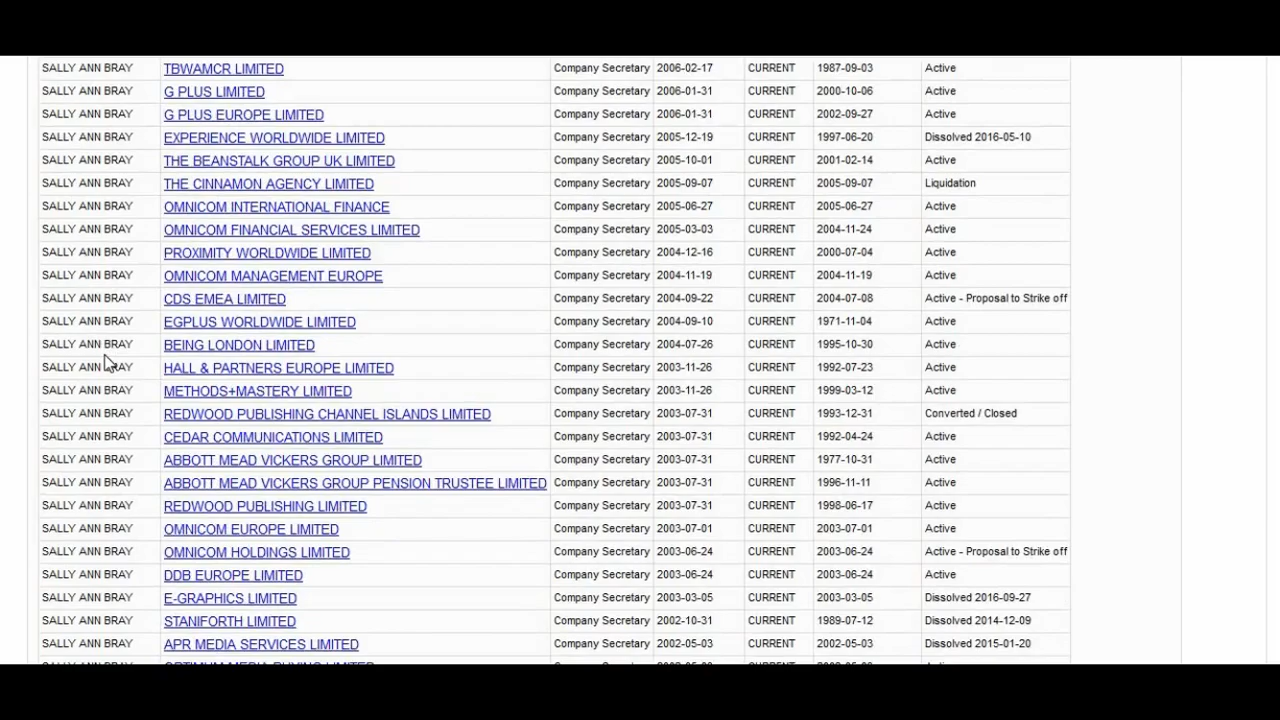 SALLY ANN BRAY TBWAMCR LIMITED Company Secretary 2006-02-17 CURRENT 1987-09-03 Active
SALLY ANN BRAY G PLUS LIMITED Company Secretary 2006-01-31 CURRENT 2000-10-06 Active
SALLY ANN BRAY G PLUS EUROPE LIMITED Company Secretary 2006-01-31 CURRENT 2002-09-27 Active
SALLY ANN BRAY EXPERIENCE WORLDWIDE LIMITED Company Secretary 2005-12-19 CURRENT 1997-06-20 Dissolved 2016-05-10
SALLY ANN BRAY THE BEANSTALK GROUP UK LIMITED Company Secretary 2005-10-01 CURRENT 2001-02-14 Active
SALLY ANN BRAY THE CINNAMON AGENCY LIMITED Company Secretary 2005-09-07 CURRENT 2005-09-07 Liquidation
SALLY ANN BRAY OMNICOM INTERNATIONAL FINANCE Company Secretary 2005-06-27 CURRENT 2005-06-27 Active
SALLY ANN BRAY OMNICOM FINANCIAL SERVICES LIMITED Company Secretary 2005-03-03 CURRENT 2004-11-24 Active
SALLY ANN BRAY PROXIMITY WORLDWIDE LIMITED Company Secretary 2004-12-16 CURRENT 2000-07-04 Active
SALLY ANN BRAY OMNICOM MANAGEMENT EUROPE Company Secretary 2004-11-19 CURRENT 2004-11-19 Active
SALLY ANN BRAY CDS EMEA LIMITED Company Secretary 2004-09-22 CURRENT 2004-07-08 Active - Proposal to Strike off
SALLY ANN BRAY EGPLUS WORLDWIDE LIMITED Company Secretary 2004-09-10 CURRENT 1971-11-04 Active
SALLY ANN BRAY BEING LONDON LIMITED Company Secretary 2004-07-26 CURRENT 1995-10-30 Active
SALLY ANN BRAY HALL & PARTNERS EUROPE LIMITED Company Secretary 2003-11-26 CURRENT 1992-07-23 Active
SALLY ANN BRAY METHODS+MASTERY LIMITED Company Secretary 2003-11-26 CURRENT 1999-03-12 Active
SALLY ANN BRAY REDWOOD PUBLISHING CHANNEL ISLANDS LIMITED Company Secretary 2003-07-31 CURRENT 1993-12-31 Converted / Closed
SALLY ANN BRAY CEDAR COMMUNICATIONS LIMITED Company Secretary 2003-07-31 CURRENT 1992-04-24 Active
SALLY ANN BRAY ABBOTT MEAD VICKERS GROUP LIMITED Company Secretary 2003-07-31 CURRENT 1977-10-31 Active
SALLY ANN BRAY ABBOTT MEAD VICKERS GROUP PENSION TRUSTEE LIMITED Company Secretary 2003-07-31 CURRENT 1996-11-11 Active
SALLY ANN BRAY REDWOOD PUBLISHING LIMITED Company Secretary 2003-07-31 CURRENT 1998-06-17 Active
SALLY ANN BRAY OMNICOM EUROPE LIMITED Company Secretary 2003-07-01 CURRENT 2003-07-01 Active
SALLY ANN BRAY OMNICOM HOLDINGS LIMITED Company Secretary 2003-06-24 CURRENT 2003-06-24 Active - Proposal to Strike off
SALLY ANN BRAY DDB EUROPE LIMITED Company Secretary 2003-06-24 CURRENT 2003-06-24 Active
SALLY ANN BRAY E-GRAPHICS LIMITED Company Secretary 2003-03-05 CURRENT 2003-03-05 Dissolved 2016-09-27
SALLY ANN BRAY STANIFORTH LIMITED Company Secretary 2002-10-31 CURRENT 1989-07-12 Dissolved 2014-12-09
SALLY ANN BRAY APR MEDIA SERVICES LIMITED Company Secretary 2002-05-03 CURRENT 2002-05-03 Dissolved 2015-01-20